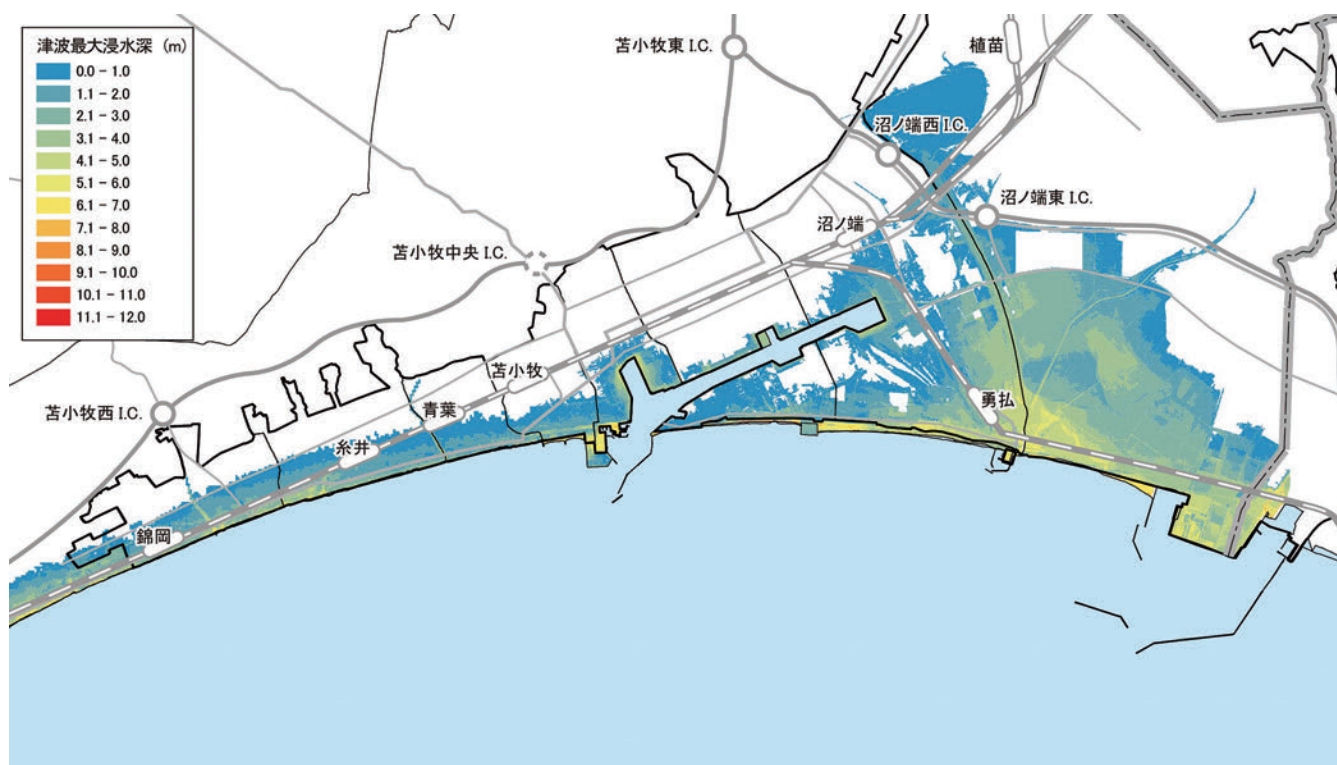 津波最大浸水深 (m)
0.0 – 1.0
1.1 – 2.0
2.1 – 3.0
3.1 – 4.0
4.1 – 5.0
5.1 – 6.0
6.1 – 7.0
7.1 – 8.0
8.1 – 9.0
9.1 – 10.0
10.1 – 11.0
11.1 – 12.0
苫小牧東 I.C.
植苗
沼ノ端西 I.C.
沼ノ端東 I.C.
沼ノ端
苫小牧中央 I.C.
苫小牧
勇払
苫小牧西 I.C.
青葉
糸井
錦岡